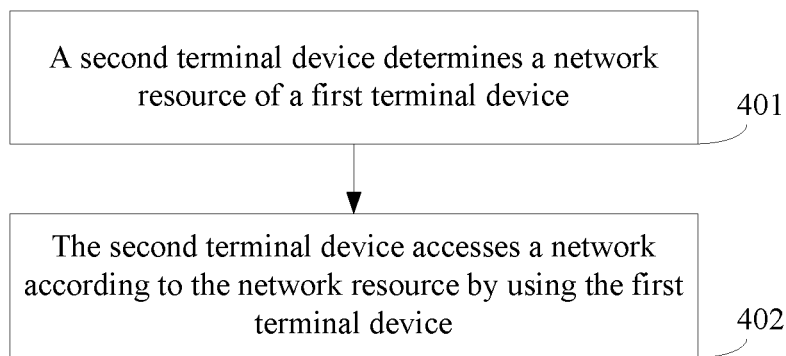 A second terminal device determines a network
resource of a first terminal device
401
The second terminal device accesses a network
according to the network resource by using the first
terminal device
402